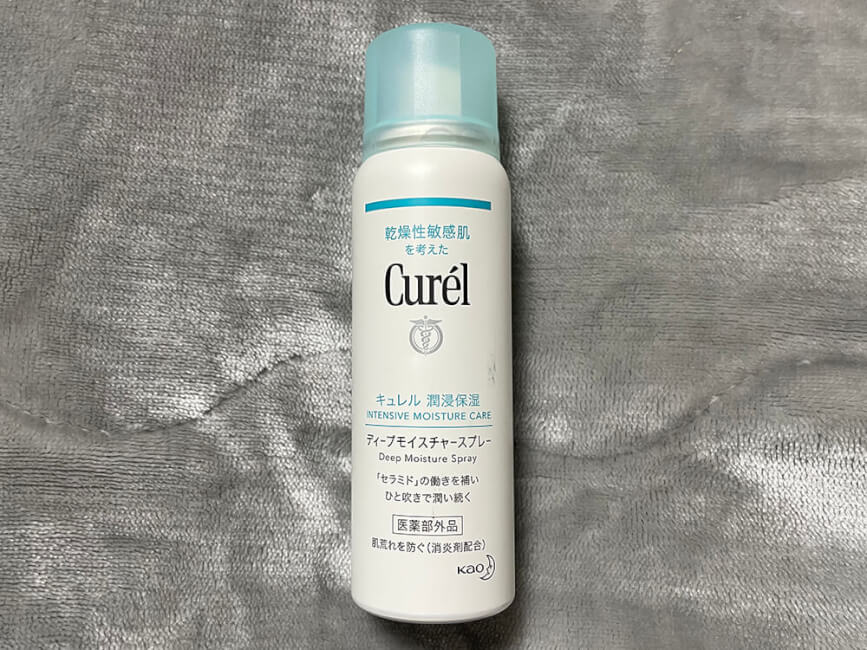 乾燥性敏感肌
を考えた
Curél
キュレル 潤浸保湿
INTENSIVE MOISTURE CARE
ディープモイスチャースプレー
Deep Moisture Spray
「セラミド」の働きを補い
ひと吹きで潤い続く
医薬部外品
肌荒れを防ぐ(消炎剤配合)
Kao